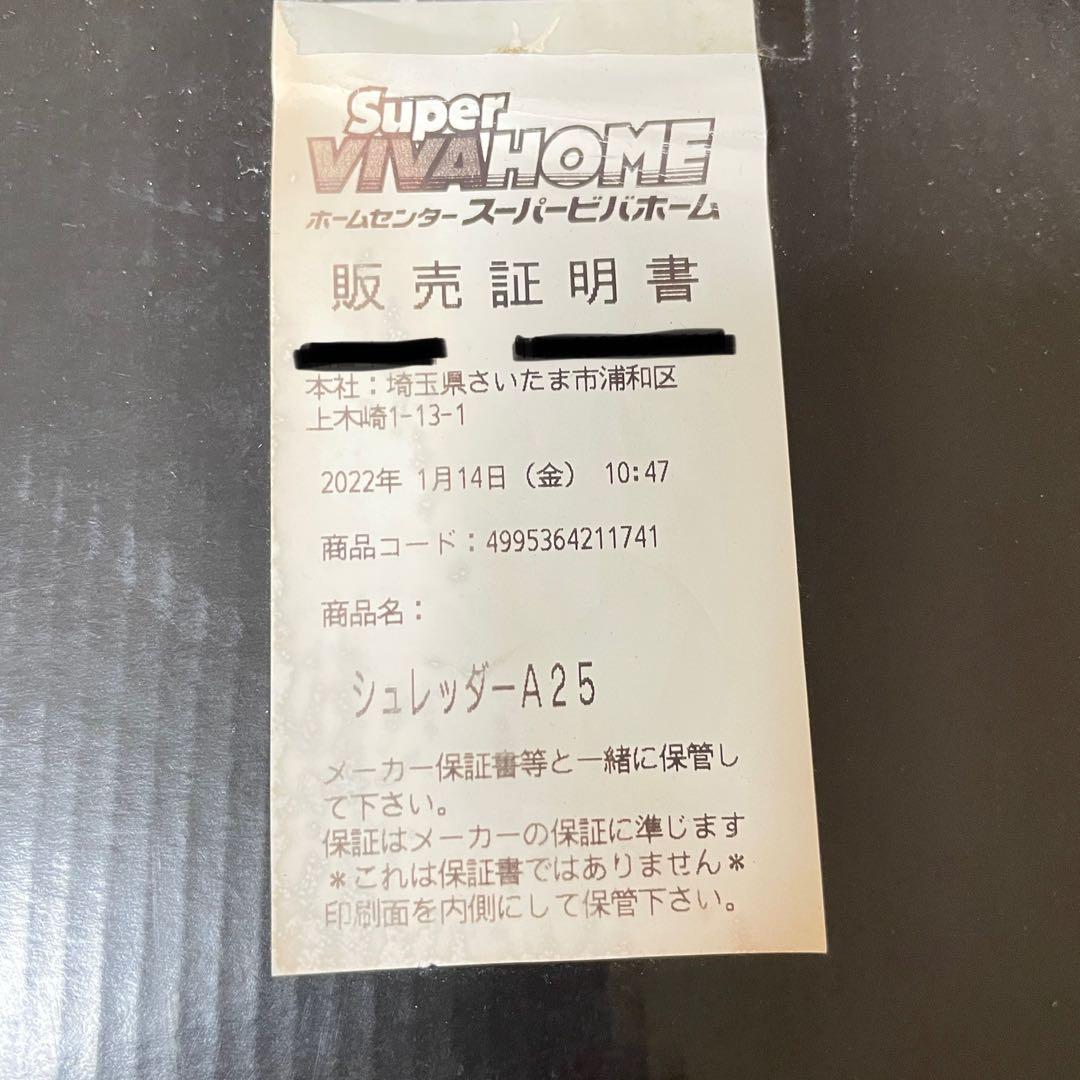 Super
VIVAHOME
ホームセンター スーパービバホーム
販売証明書
本社：埼玉県さいたま市浦和区
上木崎1-13-1
2022年 1月14日（金） 10:47
商品コード：4995364211741
商品名：
シュレッダーA25
メーカー保証書等と一緒に保管し
て下さい。
保証はメーカーの保証に準じます
＊これは保証書ではありません＊
印刷面を内側にして保管下さい。